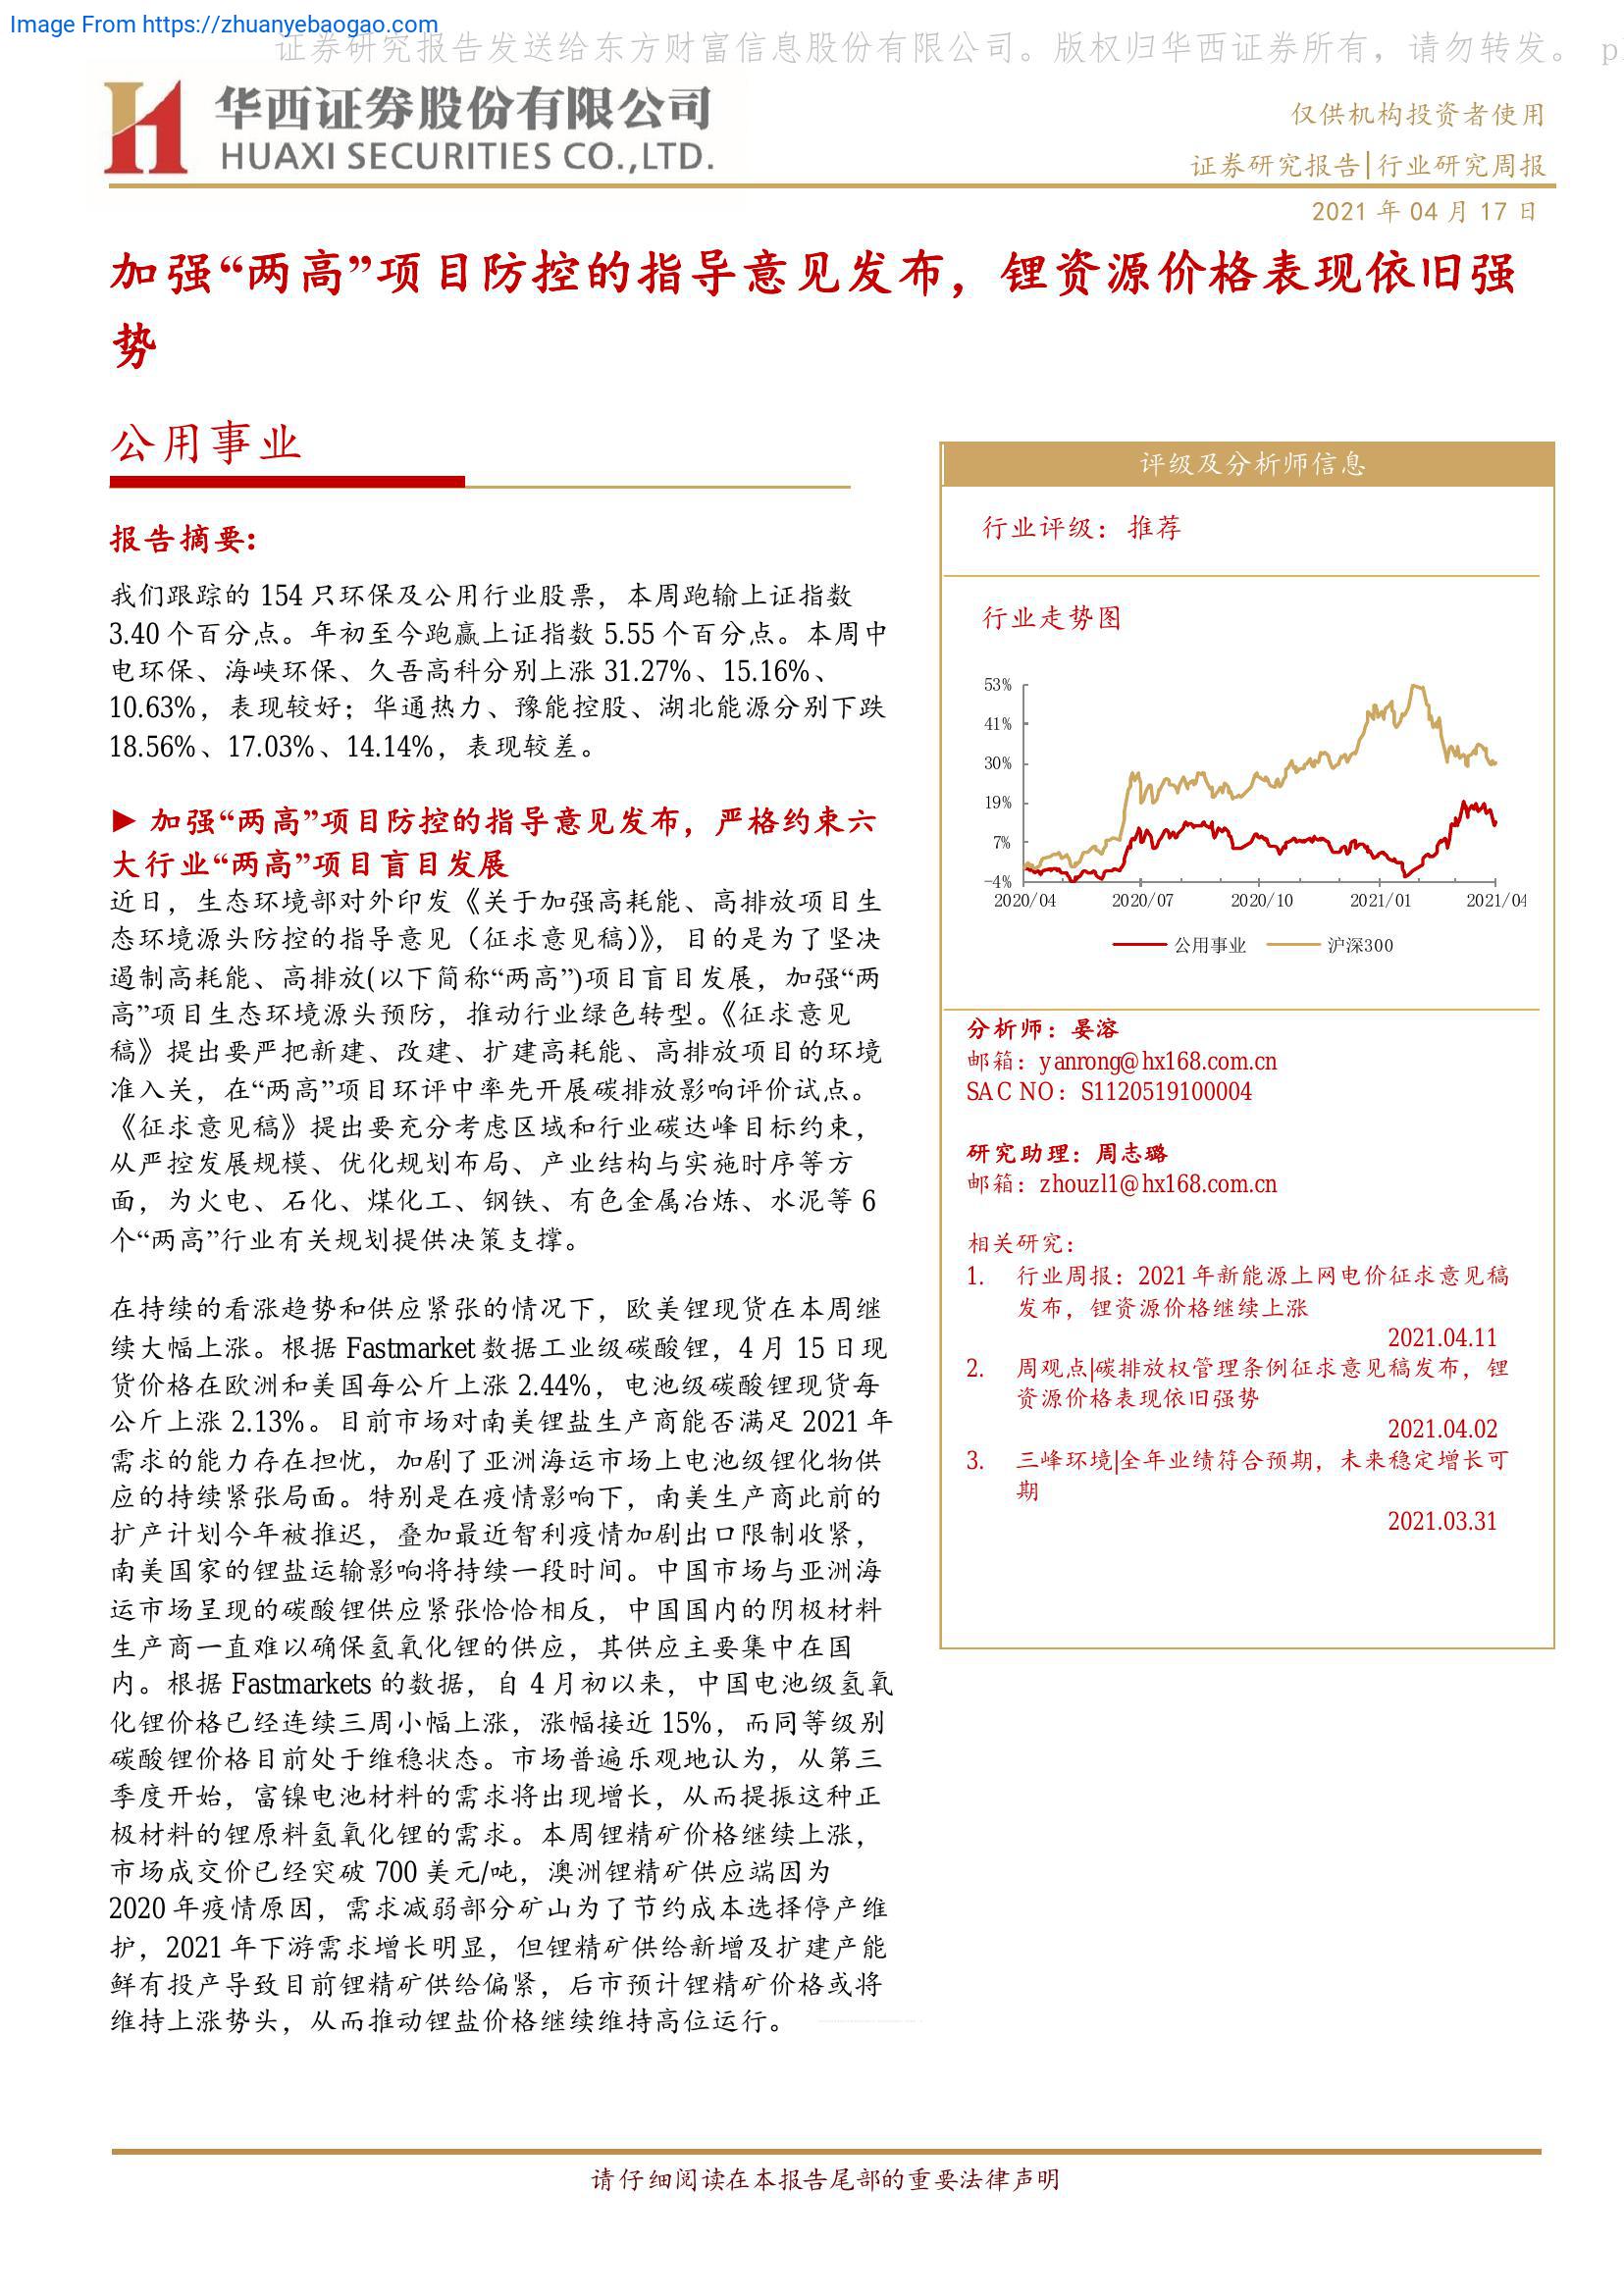 Image From https://zhuanyebaogao.com
证券研究报告发送给东方财富信息股份有限公司。版权归华西证券所有，请勿转发。 p
华西证券股份有限公司
HUAXI SECURITIES CO.,LTD.
仅供机构投资者使用
证券研究报告|行业研究周报
2021 年 04 月 17 日
加强“两高”项目防控的指导意见发布，锂资源价格表现依旧强
势
公用事业
报告摘要:
我们跟踪的 154 只环保及公用行业股票，本周跑输上证指数
3.40 个百分点。年初至今跑赢上证指数 5.55 个百分点。本周中
电环保、海峡环保、久吾高科分别上涨 31.27%、15.16%、
10.63%，表现较好；华通热力、豫能控股、湖北能源分别下跌
18.56%、17.03%、14.14%，表现较差。
► 加强“两高”项目防控的指导意见发布，严格约束六
大行业“两高”项目盲目发展
近日，生态环境部对外印发《关于加强高耗能、高排放项目生
态环境源头防控的指导意见（征求意见稿）》，目的是为了坚决
遏制高耗能、高排放(以下简称“两高”)项目盲目发展，加强“两
高”项目生态环境源头预防，推动行业绿色转型。《征求意见
稿》提出要严把新建、改建、扩建高耗能、高排放项目的环境
准入关，在“两高”项目环评中率先开展碳排放影响评价试点。
《征求意见稿》提出要充分考虑区域和行业碳达峰目标约束，
从严控发展规模、优化规划布局、产业结构与实施时序等方
面，为火电、石化、煤化工、钢铁、有色金属冶炼、水泥等 6
个“两高”行业有关规划提供决策支撑。
在持续的看涨趋势和供应紧张的情况下，欧美锂现货在本周继
续大幅上涨。根据 Fastmarket 数据工业级碳酸锂，4 月 15 日现
货价格在欧洲和美国每公斤上涨 2.44%，电池级碳酸锂现货每
公斤上涨 2.13%。目前市场对南美锂盐生产商能否满足 2021 年
需求的能力存在担忧，加剧了亚洲海运市场上电池级锂化物供
应的持续紧张局面。特别是在疫情影响下，南美生产商此前的
扩产计划今年被推迟，叠加最近智利疫情加剧出口限制收紧，
南美国家的锂盐运输影响将持续一段时间。中国市场与亚洲海
运市场呈现的碳酸锂供应紧张恰恰相反，中国国内的阴极材料
生产商一直难以确保氢氧化锂的供应，其供应主要集中在国
内。根据 Fastmarkets 的数据，自 4 月初以来，中国电池级氢氧
化锂价格已经连续三周小幅上涨，涨幅接近 15%，而同等级别
碳酸锂价格目前处于维稳状态。市场普遍乐观地认为，从第三
季度开始，富镍电池材料的需求将出现增长，从而提振这种正
极材料的锂原料氢氧化锂的需求。本周锂精矿价格继续上涨，
市场成交价已经突破 700 美元/吨，澳洲锂精矿供应端因为
2020 年疫情原因，需求减弱部分矿山为了节约成本选择停产维
护，2021 年下游需求增长明显，但锂精矿供给新增及扩建产能
鲜有投产导致目前锂精矿供给偏紧，后市预计锂精矿价格或将
维持上涨势头，从而推动锂盐价格继续维持高位运行。
评级及分析师信息
行业评级：推荐
行业走势图
53%
41%
30%
19%
7%
-4%
2020/04 2020/07 2020/10 2021/01 2021/04
公用事业 沪深300
分析师：晏溶
邮箱：yanrong@hx168.com.cn
SAC NO：S1120519100004
研究助理：周志璐
邮箱：zhouzl1@hx168.com.cn
相关研究：
1. 行业周报：2021 年新能源上网电价征求意见稿
发布，锂资源价格继续上涨
2021.04.11
2. 周观点|碳排放权管理条例征求意见稿发布，锂
资源价格表现依旧强势
2021.04.02
3. 三峰环境|全年业绩符合预期，未来稳定增长可
期
2021.03.31
请仔细阅读在本报告尾部的重要法律声明